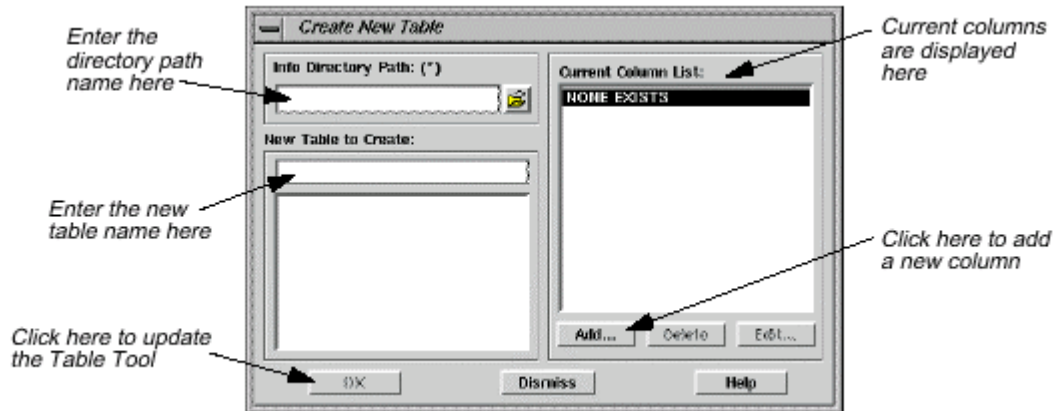 Create New Table
Enter the
directory path
name here
Info Directory Path: (*)
New Table to Create:
Enter the new
table name here
Click here to update
the Table Tool
Current Column List:
NONE EXISTS
Current columns
are displayed
here
Click here to add
a new column
Add...
Delete
Edit...
OK
Dismiss
Help